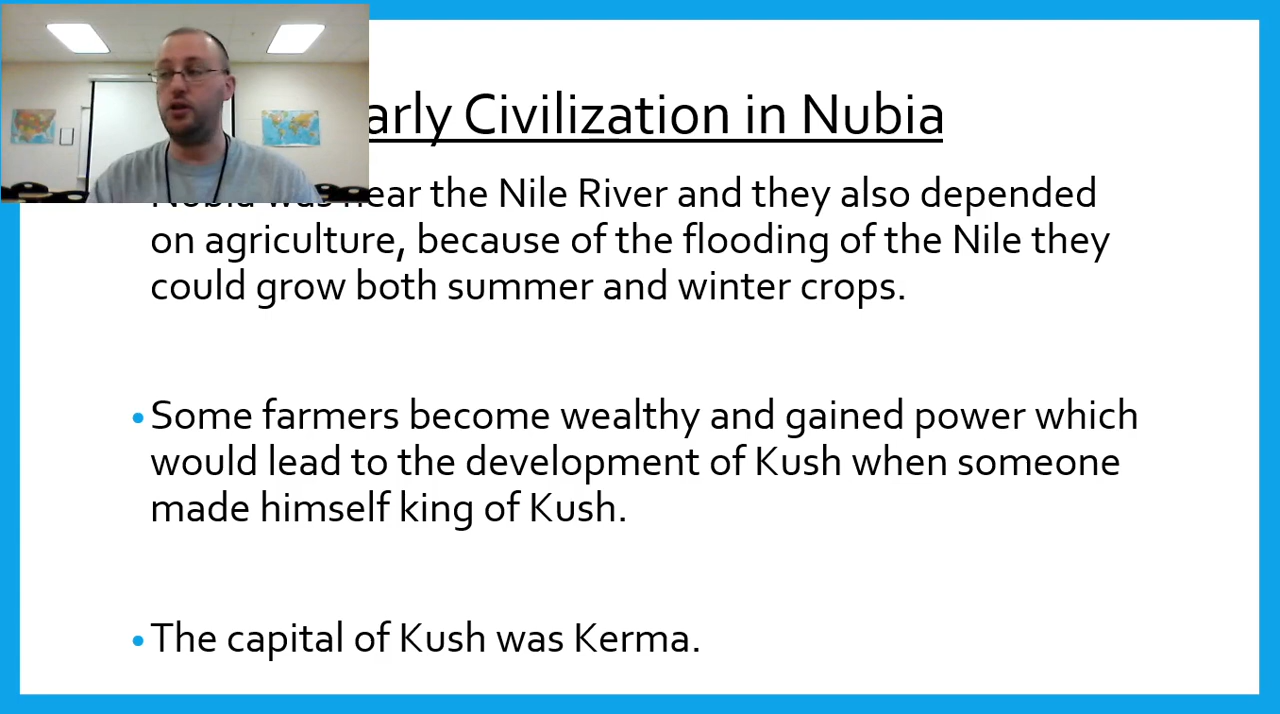 arly Civilization in Nubia
Nubia was near the Nile River and they also depended
on agriculture, because of the flooding of the Nile they
could grow both summer and winter crops.
•Some farmers become wealthy and gained power which
would lead to the development of Kush when someone
made himself king of Kush.
•The capital of Kush was Kerma.